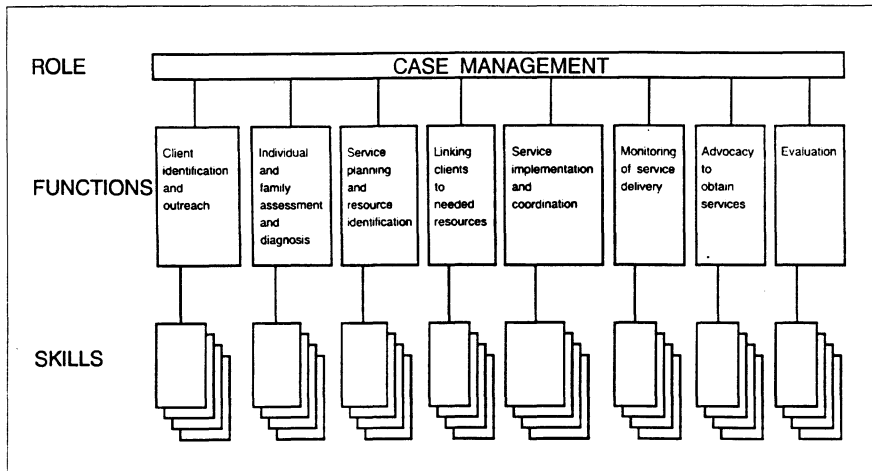 ROLE
CASE MANAGEMENT
FUNCTIONS
Client
identification
and
outreach
Individual
and
family
assessment
and
diagnosis
Service
planning
and
resource
identification
Linking
clients
to
needed
resources
Service
implementation
and
coordination
Monitoring
of service
delivery
Advocacy
to
obtain
services
Evaluation
SKILLS